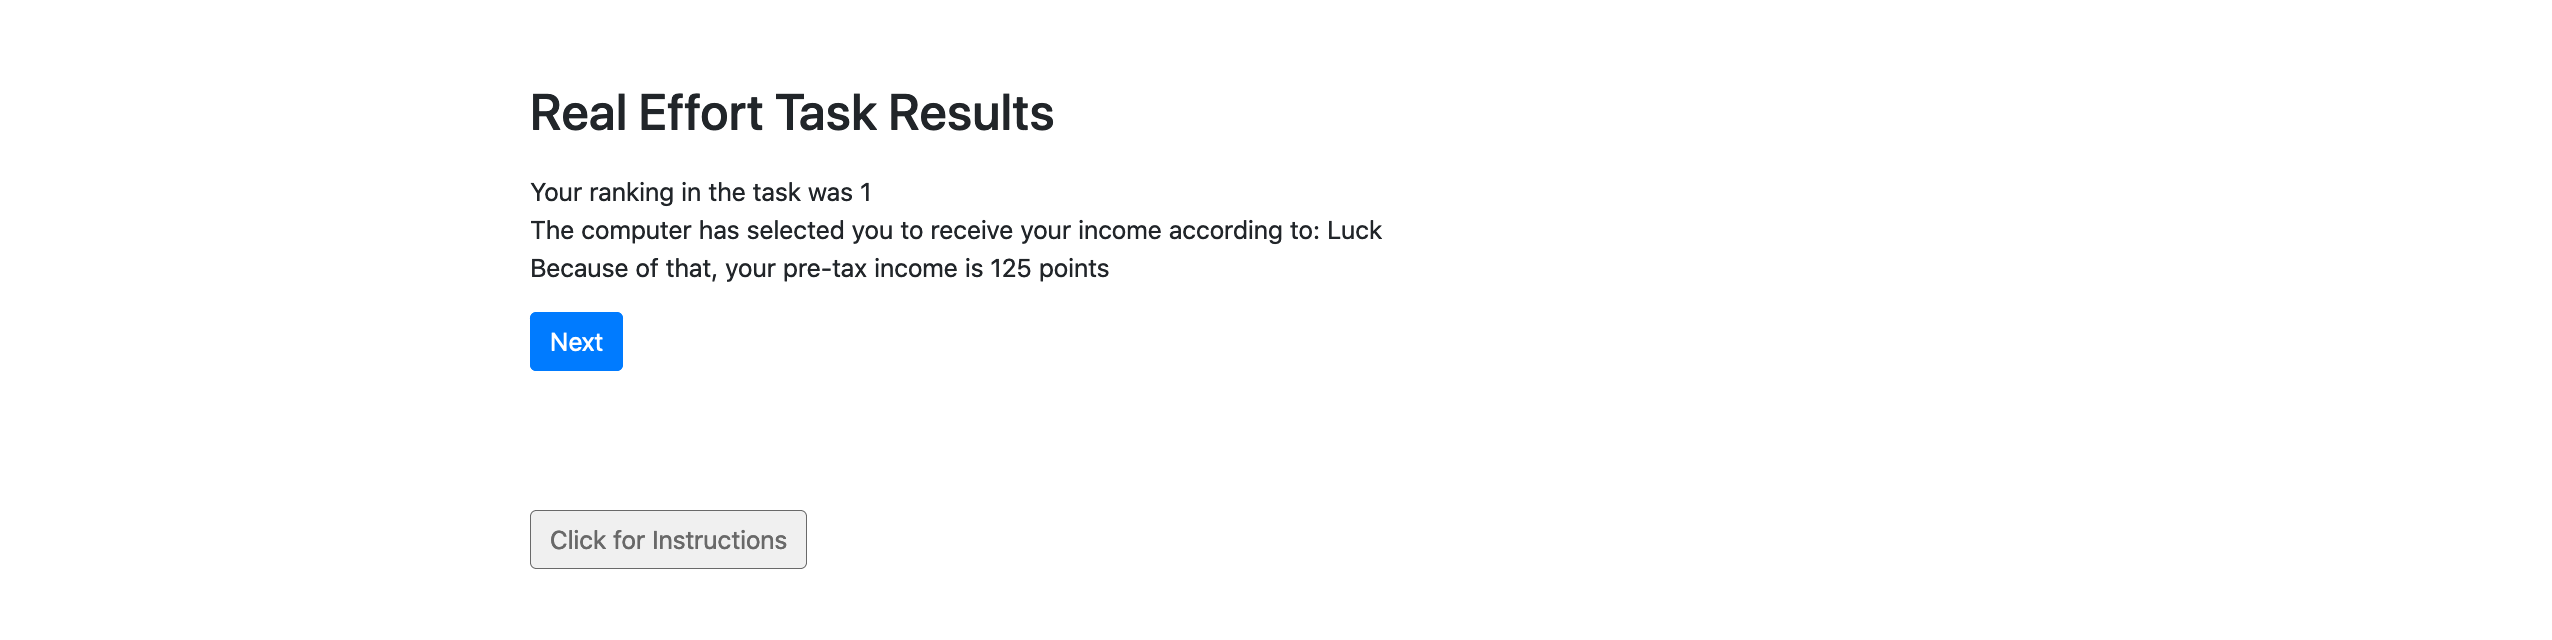 Real Effort Task Results
Your ranking in the task was 1
The computer has selected you to receive your income according to: Luck
Because of that, your pre-tax income is 125 points
Next
Click for Instructions